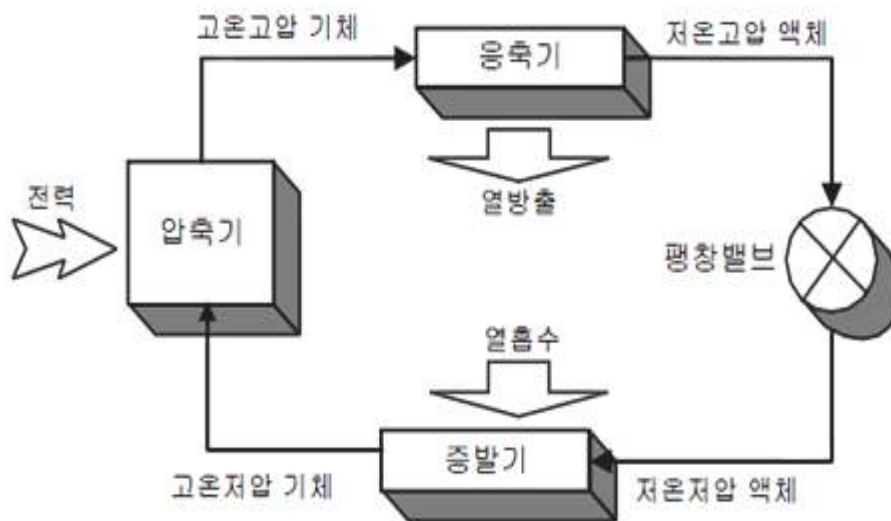 고온고압 기체
응축기
저온고압 액체
전력
압축기
열방출
팽창밸브
열흡수
증발기
고온저압 기체
저온저압 액체